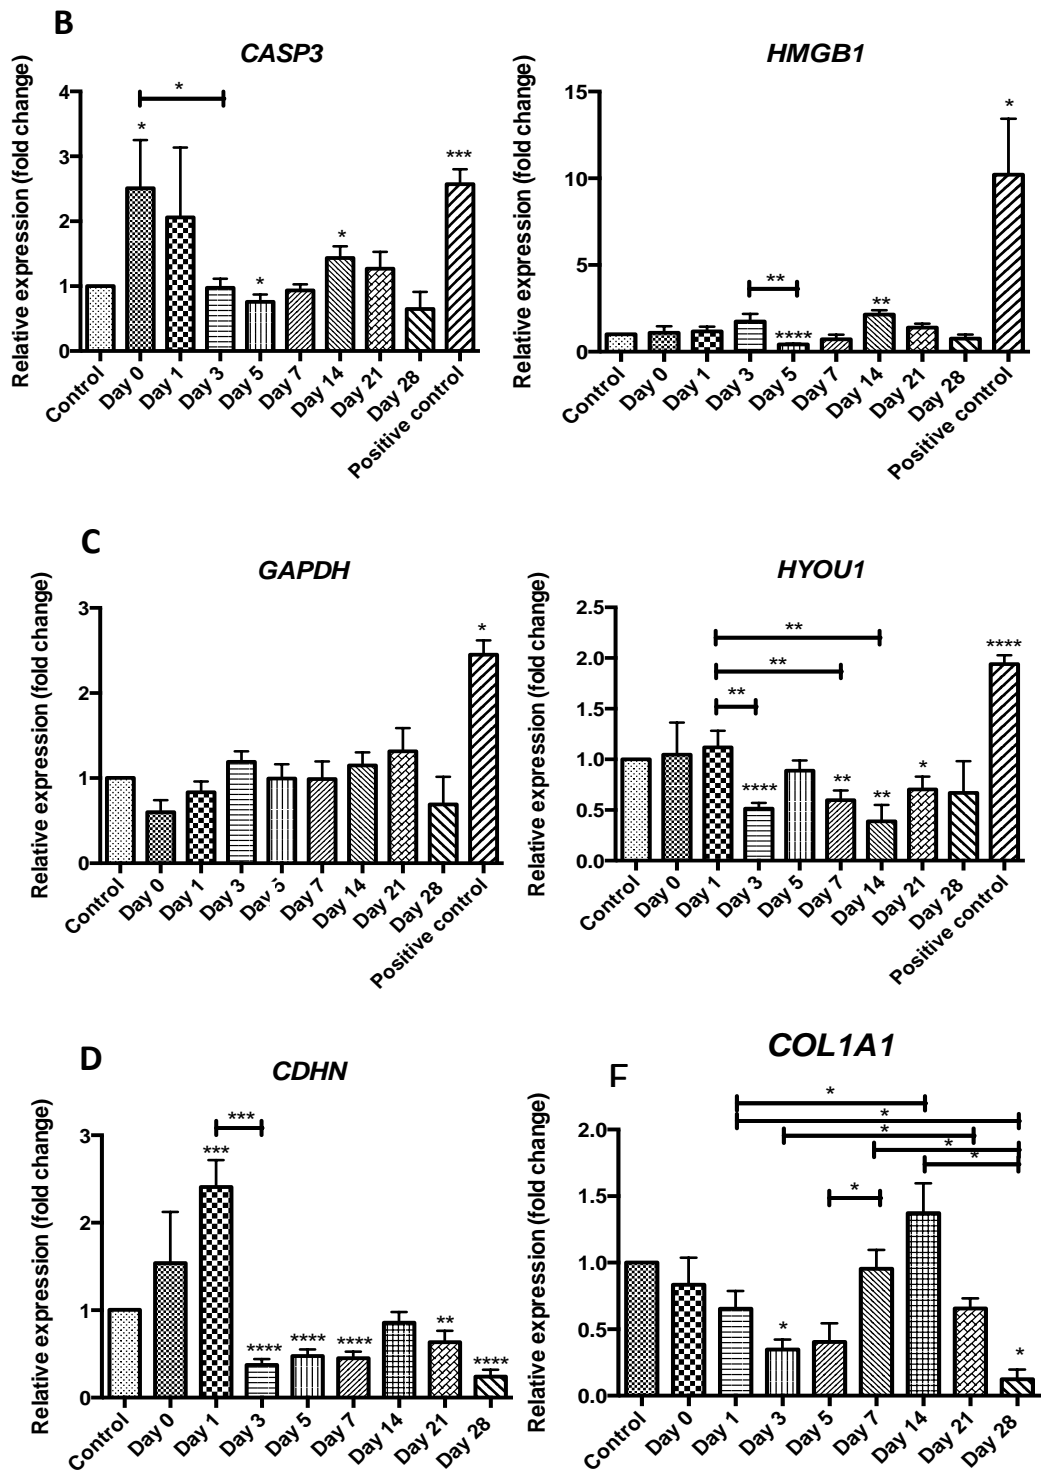 B
CASP3
HMGB1
Relative expression (fold change)
4
3
2
1
0
*
*
*
*
***
Control
Day 0
Day 1
Day 3
Day 5
Day 7
Day 14
Day 21
Day 28
Positive control
Relative expression (fold change)
15
10
5
0
**
****
**
*
Control
Day 0
Day 1
Day 3
Day 5
Day 7
Day 14
Day 21
Day 28
Positive control
C
GAPDH
HYOU1
Relative expression (fold change)
3
2
1
0
*
Control
Day 0
Day 1
Day 3
Day 5
Day 7
Day 14
Day 21
Day 28
Positive control
Relative expression (fold change)
2.5
2.0
1.5
1.0
0.5
0.0
**
**
**
****
**
**
*
****
Control
Day 0
Day 1
Day 3
Day 5
Day 7
Day 14
Day 21
Day 28
Positive control
D
CDHN
Relative expression (fold change)
3
2
1
0
***
***
****
****
****
**
****
Control
Day 0
Day 1
Day 3
Day 5
Day 7
Day 14
Day 21
Day 28
COL1A1
Relative expression (fold change)
2.0
1.5
1.0
0.5
0.0
*
*
*
*
*
*
*
*
Control
Day 0
Day 1
Day 3
Day 5
Day 7
Day 14
Day 21
Day 28